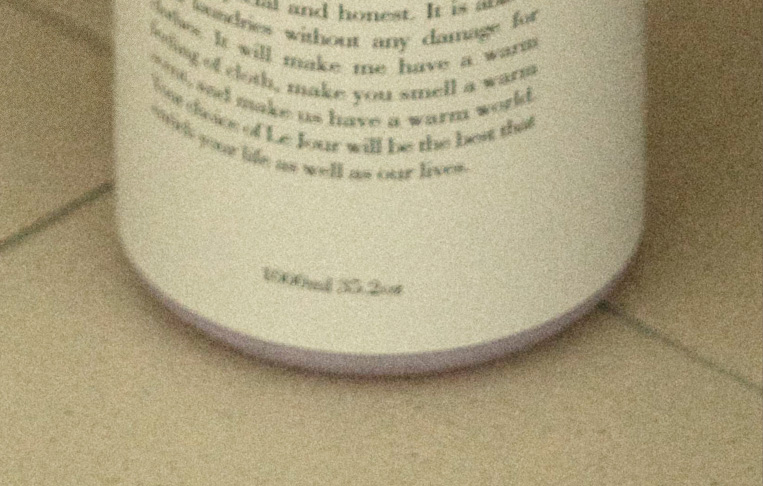 and honest. It is
laundries without any damage for
It will make me have a warm
feeling of cloth, make you smell a warm
and make us have a warm world.
Your choice of Le Jour will be the best that
enrich your life as well as our lives.
1000ml 35.2oz